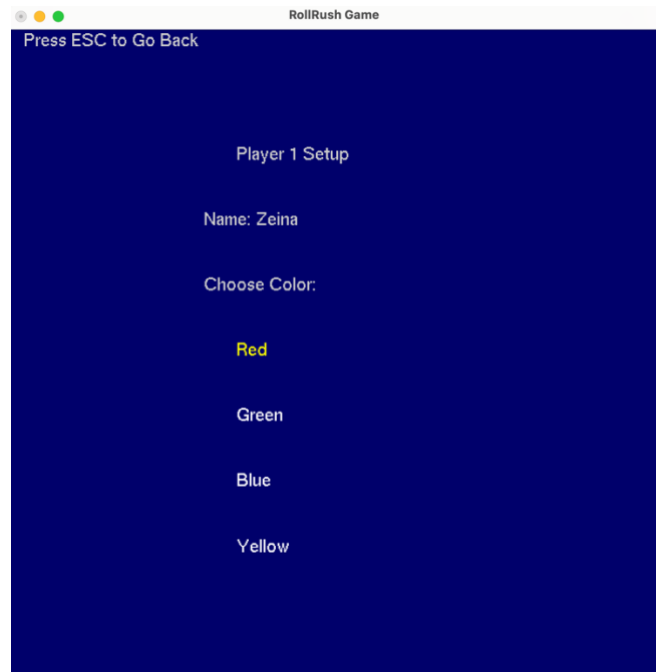 RollRush Game
Press ESC to Go Back
Player 1 Setup
Name: Zeina
Choose Color:
Red
Green
Blue
Yellow